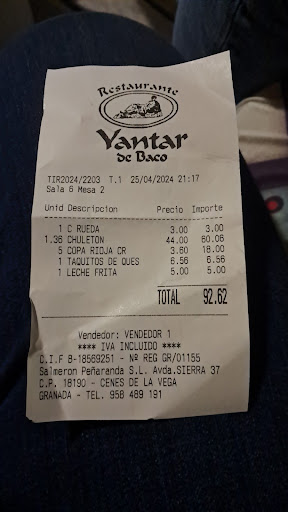 Restaurante
Yantar
de Baco
TIR2024/2203 T.1 25/04/2024 21:17
Sala 6 Mesa 2
Unid Descripcion Precio Importe
1 C RUEDA 3.00 3.00
1.36 CHULETON 44.00 60.06
5 COPA RIOJA CR 3.60 18.00
1 TAQUITOS DE QUES 6.56 6.56
1 LECHE FRITA 5.00 5.00
TOTAL 92.62
Vendedor: VENDEDOR 1
**** IVA INCLUIDO ****
C.I.F B-18569251 - Nº REG GR/01155
Salmeron Peñaranda S.L. Avda.SIERRA 37
C.P. 18190 - CENES DE LA VEGA
GRANADA - TEL. 958 489 191